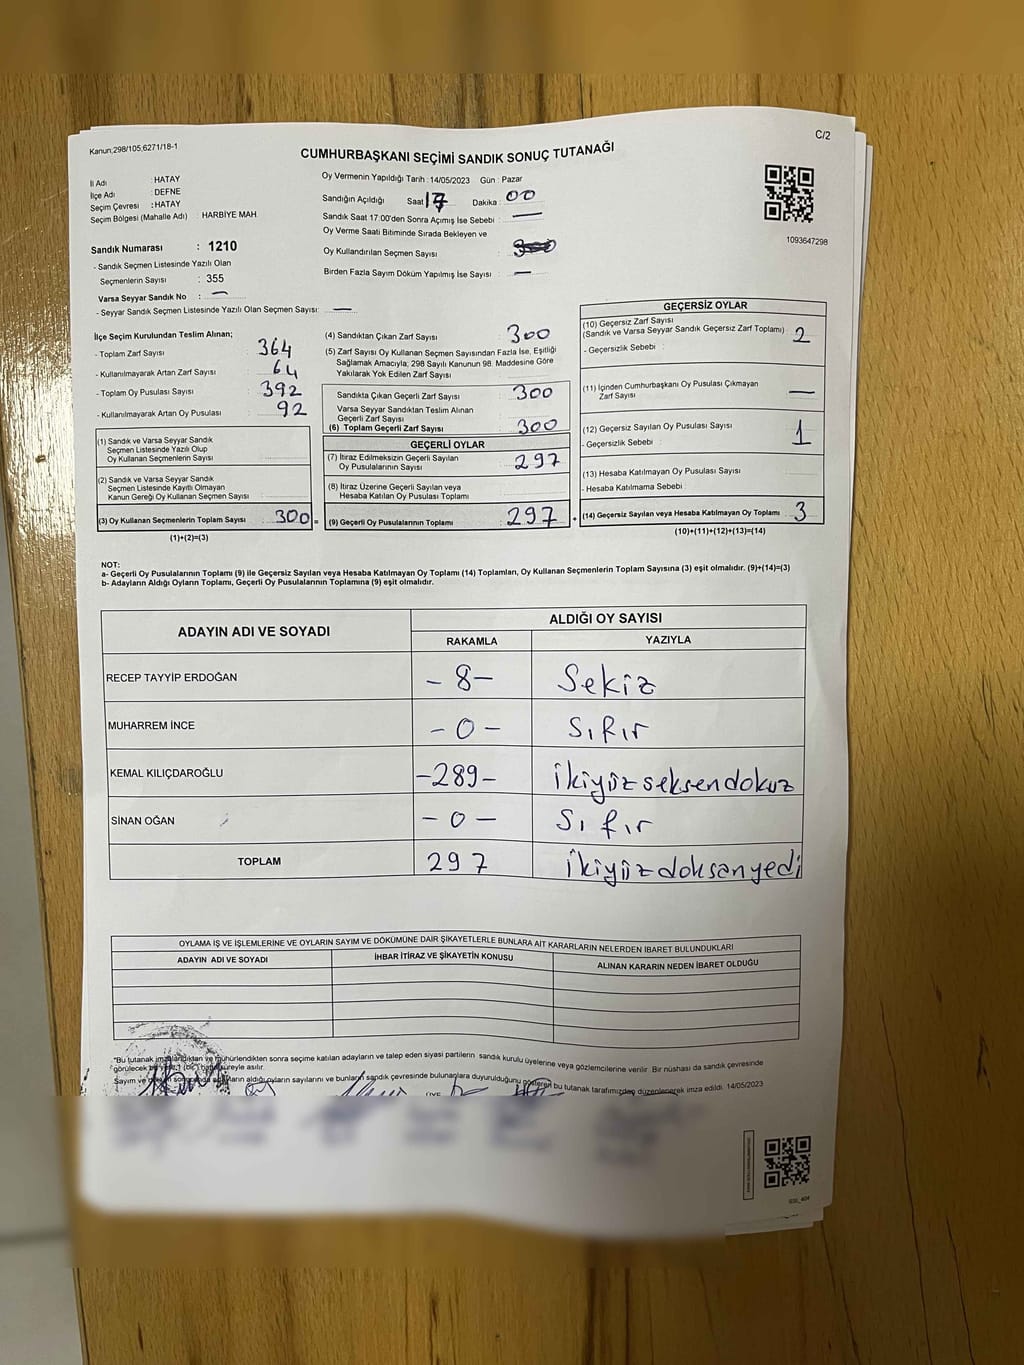 C/2
Kanun;298/105,6271/18-1
CUMHURBAŞKANI SEÇİMİ SANDIK SONUÇ TUTANAĞI
İl Adı : HATAY
İlçe Adı : DEFNE
Seçim Çevresi : HATAY
Seçim Bölgesi (Mahalle Adı) : HARBİYE MAH.
Oy Vermenin Yapıldığı Tarih : 14/05/2023 Gün : Pazar
Sandığın Açıldığı Saat 17 Dakika : 00
Sandık Saat 17:00'den Sonra Açımış İse Sebebi : —
Oy Verme Saati Bitiminde Sırada Bekleyen ve
Oy Kullandırılan Seçmen Sayısı :
Birden Fazla Sayım Döküm Yapılmış İse Sayısı : —
1093647298
Sandık Numarası : 1210
- Sandık Seçmen Listesinde Yazılı Olan
Seçmenlerin Sayısı : 355
Varsa Seyyar Sandık No : —
- Seyyar Sandık Seçmen Listesinde Yazılı Olan Seçmen Sayısı: —
İlçe Seçim Kurulundan Teslim Alınan;
- Toplam Zarf Sayısı : 364
- Kullanılmayarak Artan Zarf Sayısı : 64
- Toplam Oy Pusulası Sayısı : 392
- Kullanılmayarak Artan Oy Pusulası : 92
(1) Sandık ve Varsa Seyyar Sandık
Seçmen Listesinde Yazılı Olup
Oy Kullanan Seçmenlerin Sayısı
(2) Sandık ve Varsa Seyyar Sandık
Seçmen Listesinde Kayıtlı Olmayan
Kanun Gereği Oy Kullanan Seçmen Sayısı
(3) Oy Kullanan Seçmenlerin Toplam Sayısı : 300 =
(1)+(2)=(3)
(4) Sandıktan Çıkan Zarf Sayısı : 300
(5) Zarf Sayısı Oy Kullanan Seçmen Sayısından Fazla İse, Eşitliği
Sağlamak Amacıyla; 298 Sayılı Kanunun 98. Maddesine Göre
Yakılarak Yok Edilen Zarf Sayısı
Sandıkta Çıkan Geçerli Zarf Sayısı : 300
Varsa Seyyar Sandıktan Teslim Alınan
Geçerli Zarf Sayısı
(6) Toplam Geçerli Zarf Sayısı : 300
GEÇERLİ OYLAR
(7) İtiraz Edilmeksizin Geçerli Sayılan
Oy Pusulalarının Sayısı : 297
(8) İtiraz Üzerine Geçerli Sayılan veya
Hesaba Katılan Oy Pusulası Toplamı
(9) Geçerli Oy Pusulalarının Toplamı : 297 +
GEÇERSİZ OYLAR
(10) Geçersiz Zarf Sayısı
(Sandık ve Varsa Seyyar Sandık Geçersiz Zarf Toplamı) : 2
- Geçersizlik Sebebi :
(11) İçinden Cumhurbaşkanı Oy Pusulası Çıkmayan
Zarf Sayısı : —
(12) Geçersiz Sayılan Oy Pusulası Sayısı : 1
- Geçersizlik Sebebi :
(13) Hesaba Katılmayan Oy Pusulası Sayısı :
- Hesaba Katılmama Sebebi :
(14) Geçersiz Sayılan veya Hesaba Katılmayan Oy Toplamı : 3
(10)+(11)+(12)+(13)=(14)
NOT:
a- Geçerli Oy Pusulasının Toplamı (9) ile Geçersiz Sayılan veya Hesaba Katılmayan Oy Toplamı (14) Toplamları, Oy Kullanan Seçmenlerin Toplam Sayısına (3) eşit olmalıdır. (9)+(14)=(3)
b- Adayların Aldığı Oyların Toplamı, Geçerli Oy Pusulalarının Toplamına (9) eşit olmalıdır.
ADAYIN ADI VE SOYADI ALDIĞI OY SAYISI
RAKAMLA YAZIYLA
RECEP TAYYİP ERDOĞAN -8- Sekiz
MUHARREM İNCE -0- Sıfır
KEMAL KILIÇDAROĞLU -289- İkiyüzseksendokuz
SİNAN OĞAN -0- Sıfır
TOPLAM 297 İkiyüzdoksanyedi
OYLAMA İŞ VE İŞLEMLERİNE VE OYLARIN SAYIM VE DÖKÜMÜNE DAİR ŞİKAYETLERLE BUNLARA AİT KARARLARIN NELERDEN İBARET BULUNDUKLARI
ADAYIN ADI VE SOYADI İHBAR İTİRAZ VE ŞİKAYETİN KONUSU ALINAN KARARIN NEDEN İBARET OLDUĞU
"Bu tutanak imzalandıktan ve mühürlendikten sonra seçime katılan adayların ve talep eden siyasi partilerin sandık kurulu üyelerine veya gözlemcilerine verilir. Bir nüshası da sandık çevresinde
görülecek bir yere 1 (bir) hafta süreyle asılır.
Sayım ve adayların aldığı oyların sayılarını ve bunların sandık çevresinde bulunanlara duyurulduğunu gösteren bu tutanak tarafımızdan düzenlenerek imza edildi. 14/05/2023
ÜYE